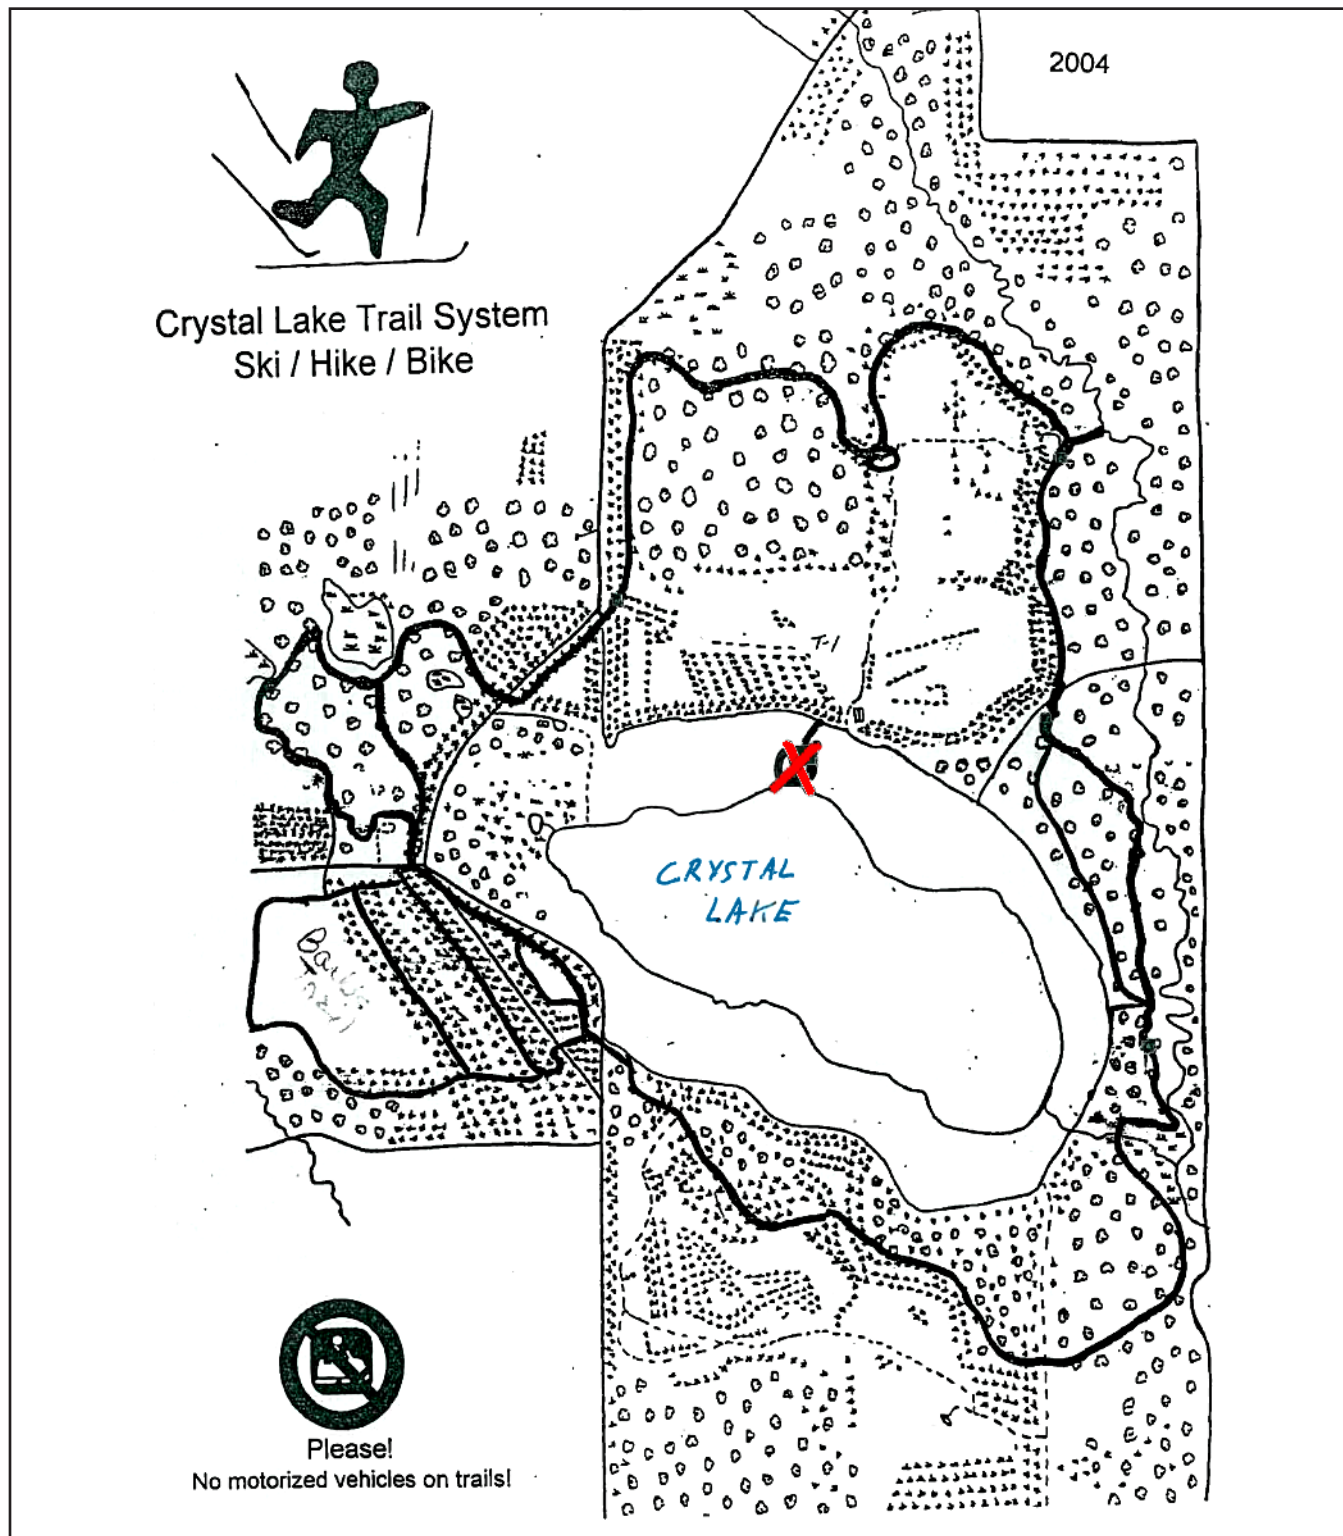 2004
Crystal Lake Trail System
Ski / Hike / Bike
T-1
CRYSTAL
LAKE
Please!
No motorized vehicles on trails!